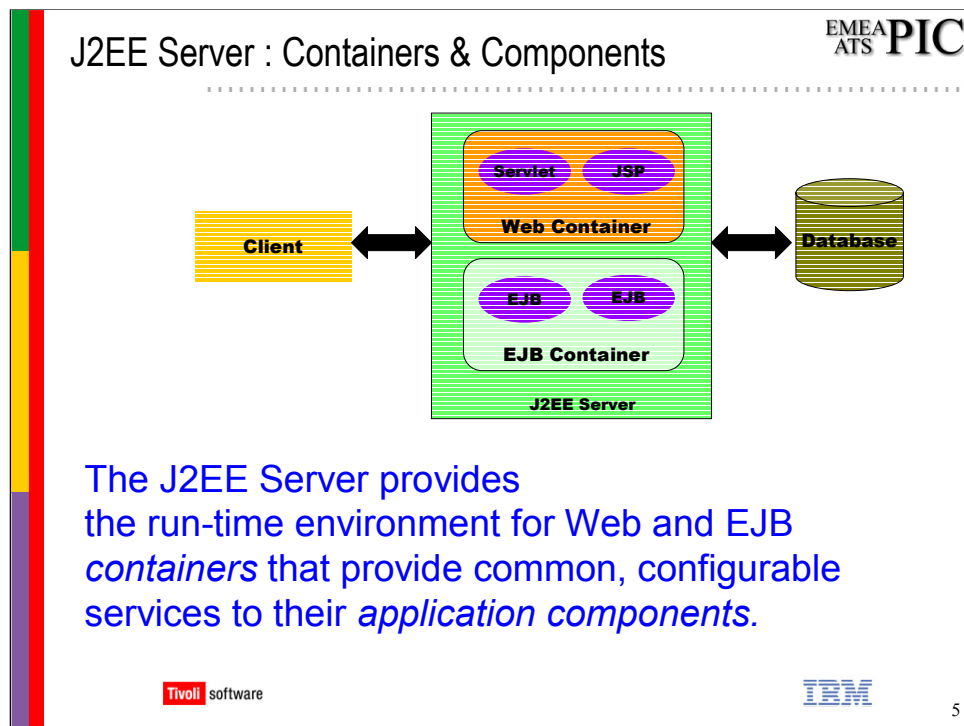 J2EE Server : Containers & Components
EMEA
ATS PIC
Servlet
JSP
Web Container
Client
Database
EJB
EJB
EJB Container
J2EE Server
The J2EE Server provides
the run-time environment for Web and EJB
containers that provide common, configurable
services to their application components.
Tivoli software
IBM
5